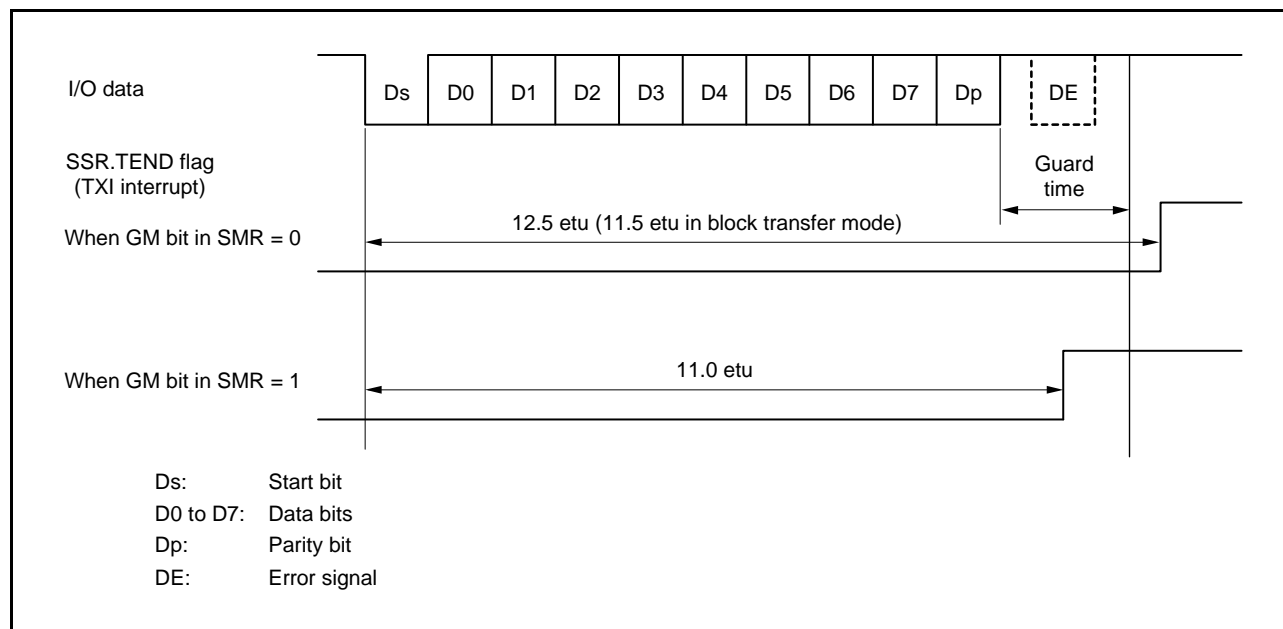 I/O data
Ds D0 D1 D2 D3 D4 D5 D6 D7 Dp DE
SSR.TEND flag
(TXI interrupt)
Guard
time
When GM bit in SMR = 0
12.5 etu (11.5 etu in block transfer mode)
When GM bit in SMR = 1
11.0 etu
Ds: Start bit
D0 to D7: Data bits
Dp: Parity bit
DE: Error signal